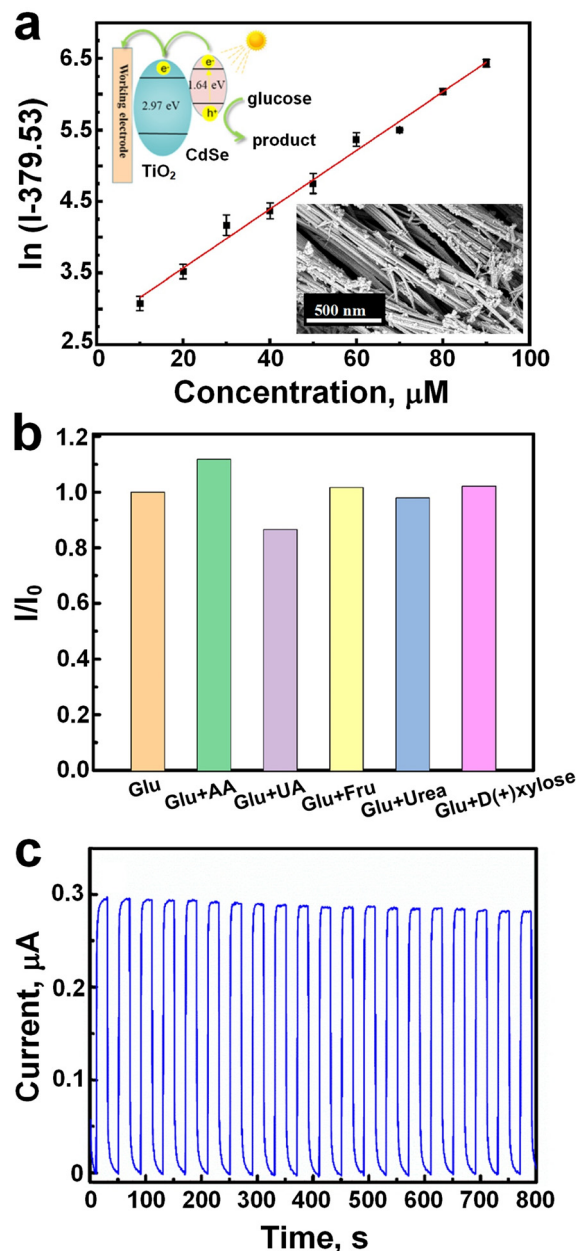 a
ln (I-379.53)
6.5
5.5
4.5
3.5
2.5
Working electrode
e-
e-
2.97 eV
1.64 eV
h+
glucose
product
CdSe
TiO2
500 nm
0
20
40
60
80
100
Concentration, μM
b
I/I0
1.2
1.0
0.8
0.6
0.4
0.2
0.0
Glu
Glu+AA
Glu+UA
Glu+Fru
Glu+Urea
Glu+D(+)xylose
c
Current, μA
0.3
0.2
0.1
0
0
100
200
300
400
500
600
700
800
Time, s